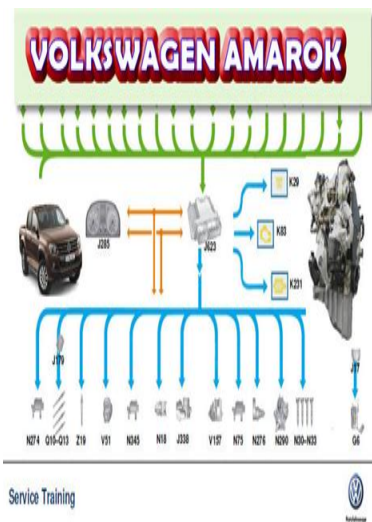 VOLKSWAGEN AMAROK
K29
J285
K83
J623
K231
J179
J17
N274 Q10–Q13 Z19 V51 N345 N18 J338 V157 N75 N276 N290 N30–N33 G6
Service Training